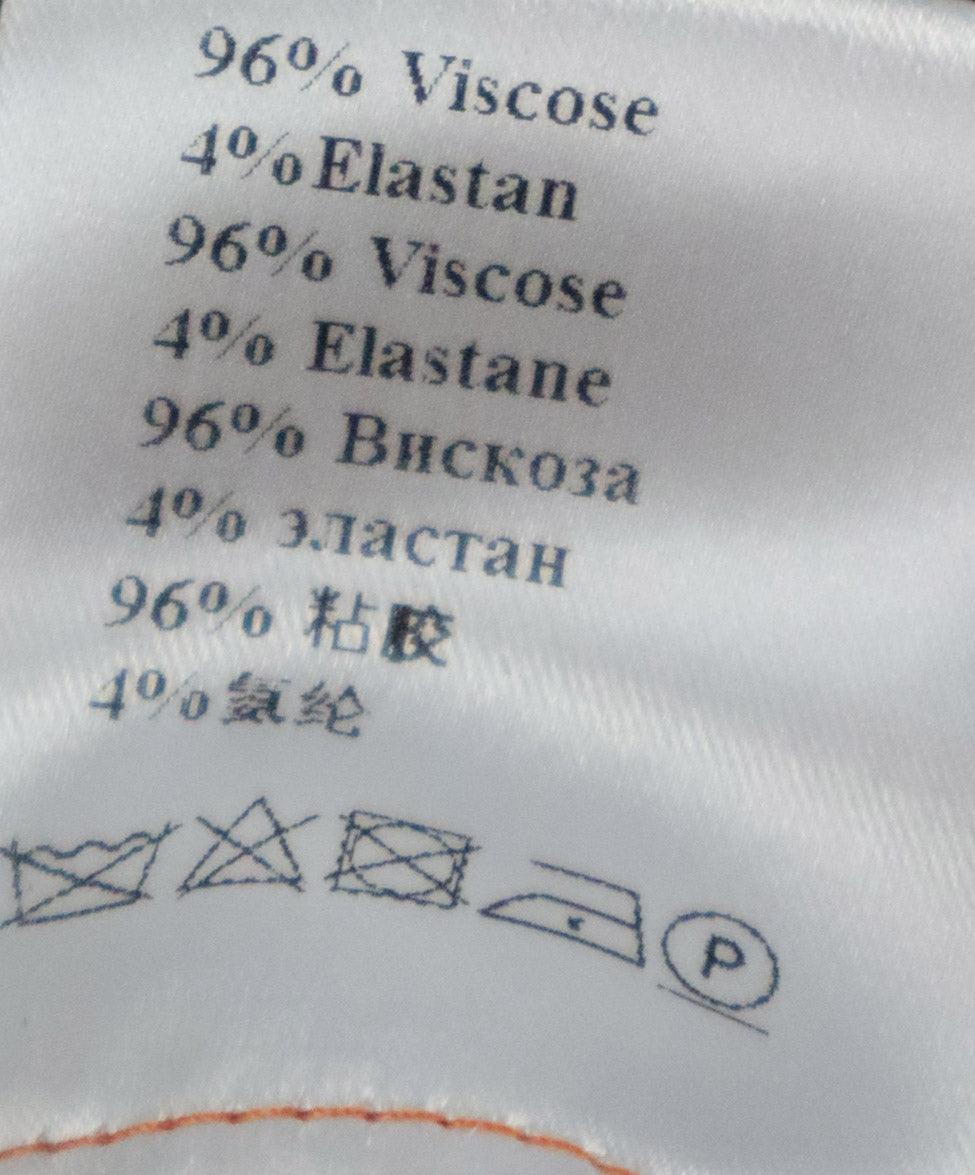 96% Viscose
4% Elastan
96% Viscose
4% Elastane
96% Вискоза
4% эластан
96% 粘胶
4% 氨纶
P